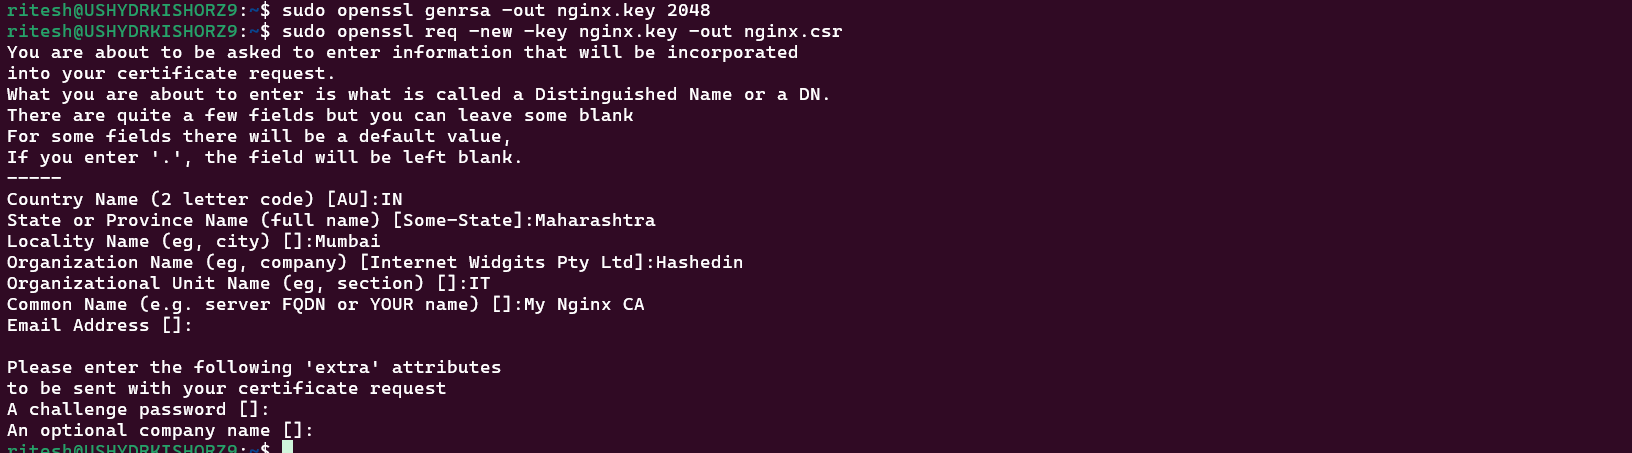 ritesh@USHYDRKISHORZ9:~$ sudo openssl genrsa -out nginx.key 2048
ritesh@USHYDRKISHORZ9:~$ sudo openssl req -new -key nginx.key -out nginx.csr
You are about to be asked to enter information that will be incorporated
into your certificate request.
What you are about to enter is what is called a Distinguished Name or a DN.
There are quite a few fields but you can leave some blank
For some fields there will be a default value,
If you enter '.', the field will be left blank.
-----
Country Name (2 letter code) [AU]:IN
State or Province Name (full name) [Some-State]:Maharashtra
Locality Name (eg, city) []:Mumbai
Organization Name (eg, company) [Internet Widgits Pty Ltd]:Hashedin
Organizational Unit Name (eg, section) []:IT
Common Name (e.g. server FQDN or YOUR name) []:My Nginx CA
Email Address []:
Please enter the following 'extra' attributes
to be sent with your certificate request
A challenge password []:
An optional company name []:
ritesh@USHYDRKISHORZ9:~$